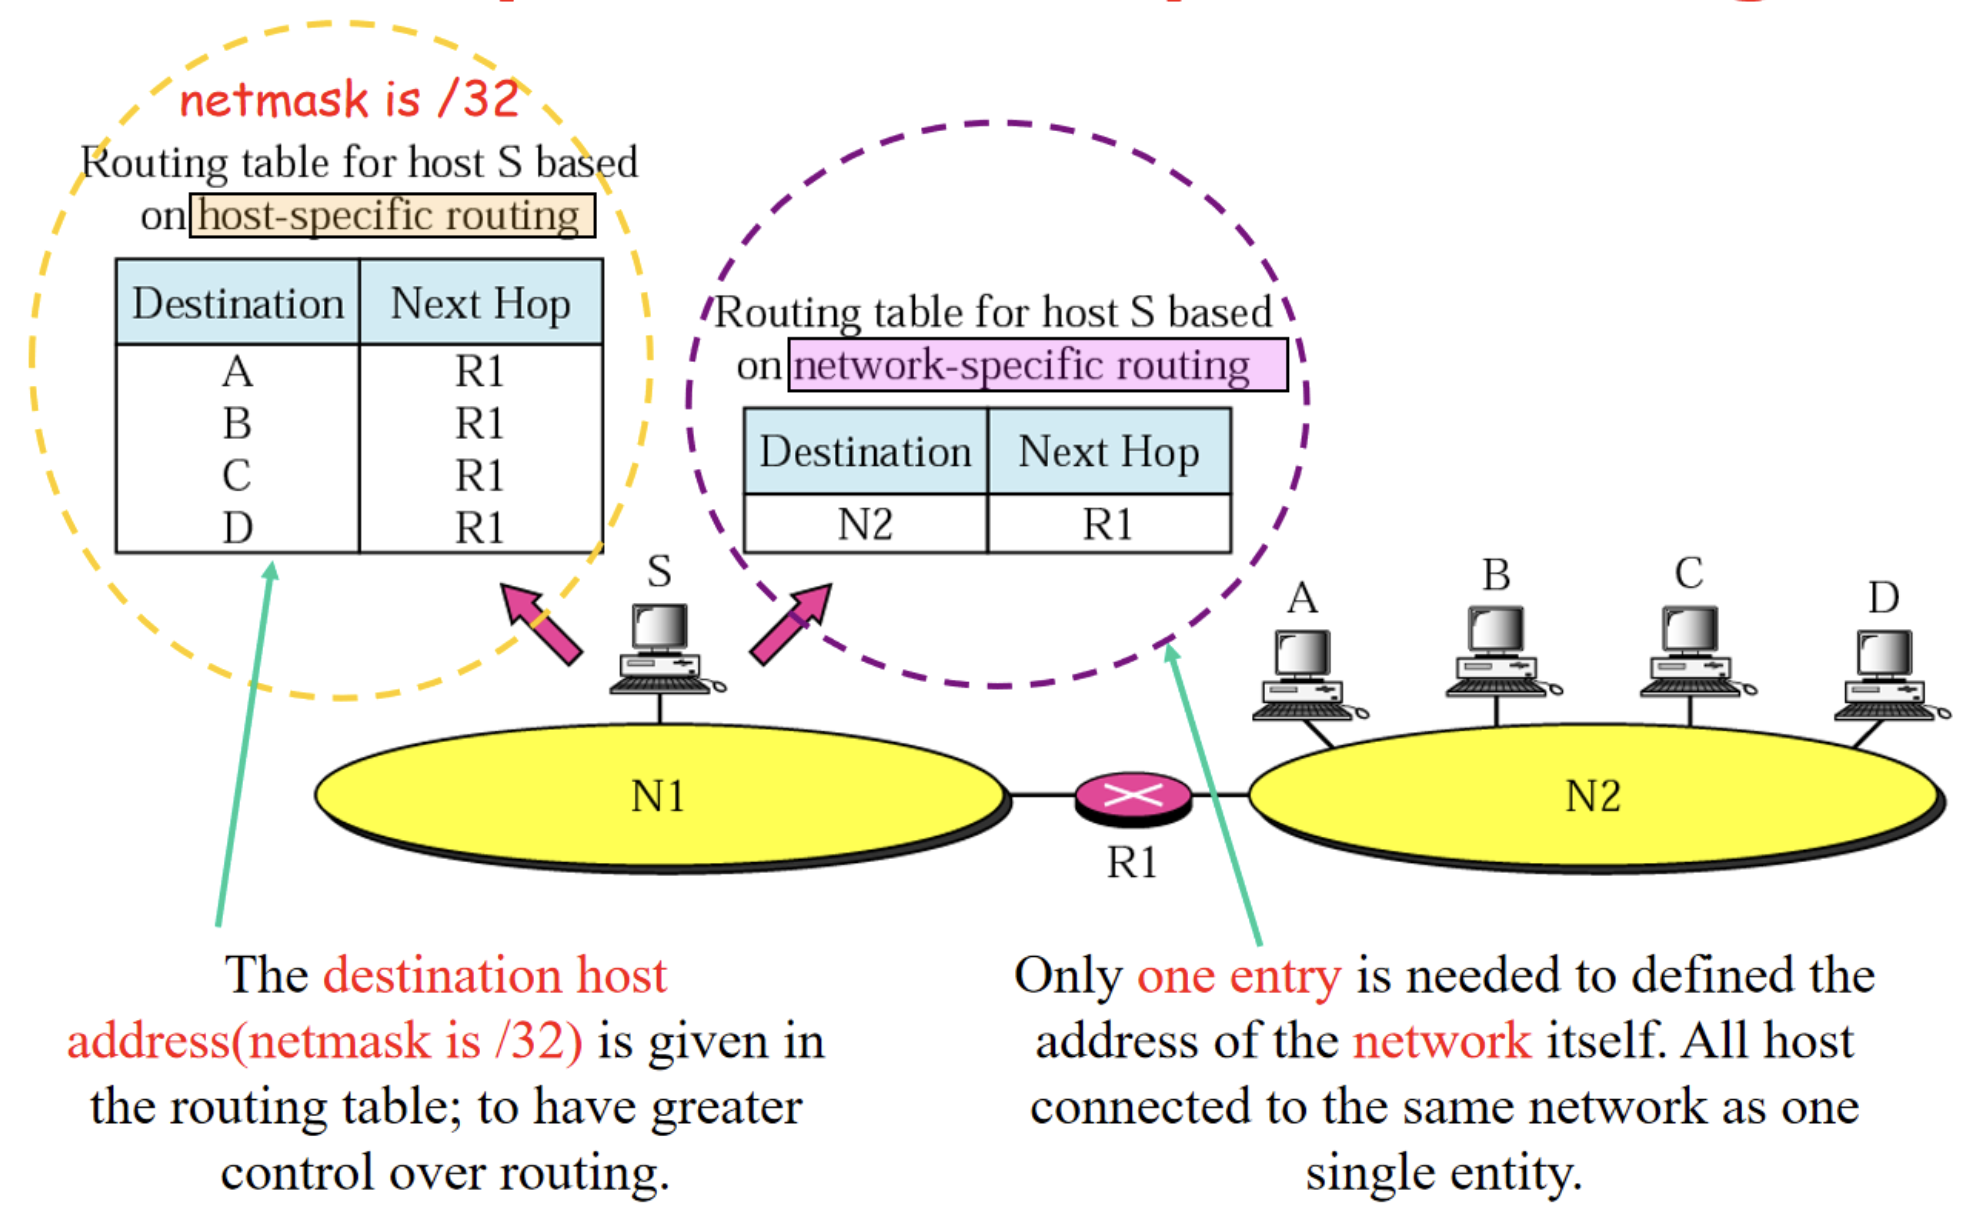 netmask is /32
Routing table for host S based
on host-specific routing
Destination Next Hop
A R1
B R1
C R1
D R1
Routing table for host S based
on network-specific routing
Destination Next Hop
N2 R1
S
A
B
C
D
N1
R1
N2
The destination host
address(netmask is /32) is given in
the routing table; to have greater
control over routing.
Only one entry is needed to defined the
address of the network itself. All host
connected to the same network as one
single entity.